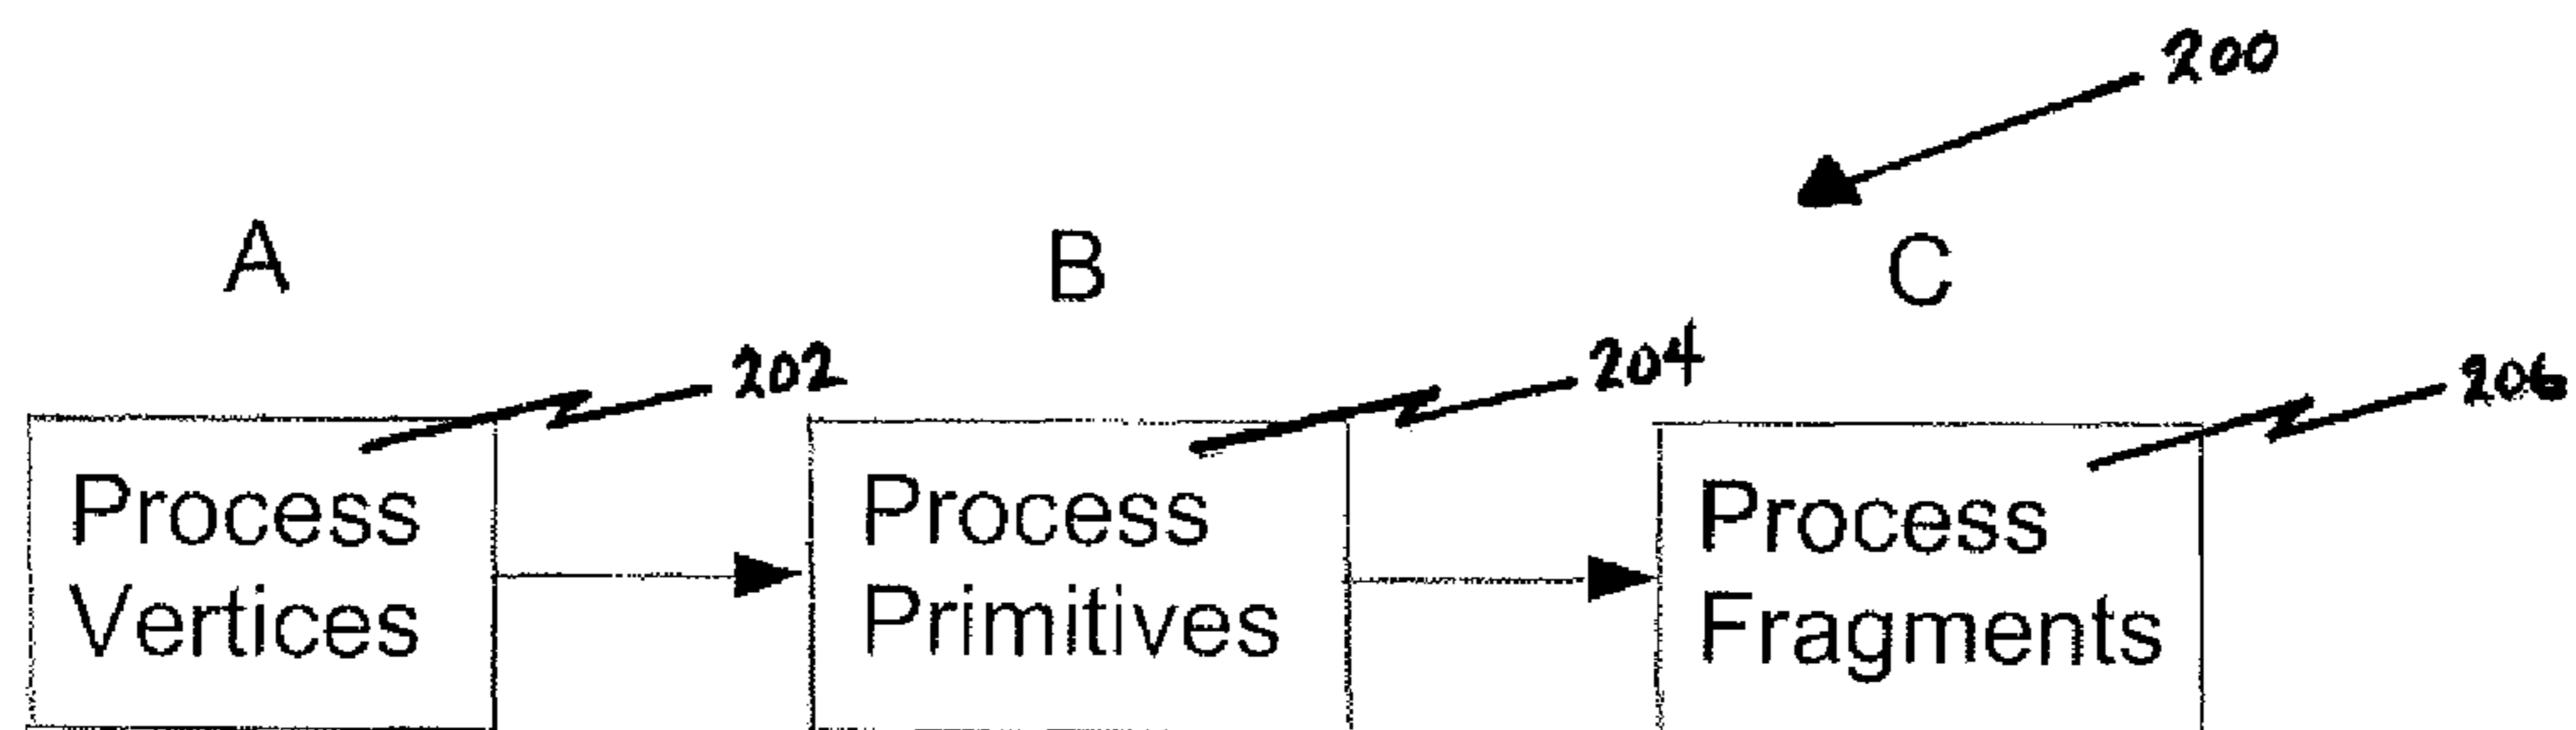 200
A B C
202 204 206
Process Vertices
Process Primitives
Process Fragments